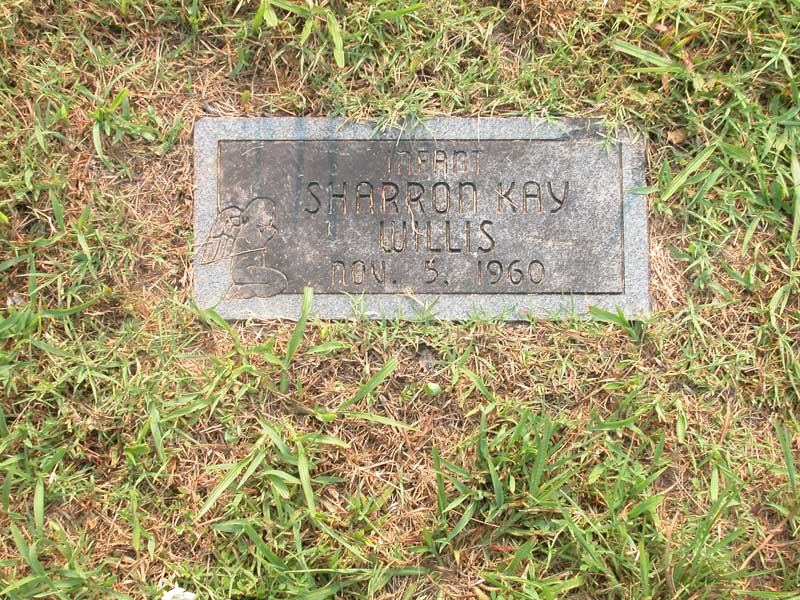 INFANT
SHARRON KAY
WILLIS
NOV. 5, 1960